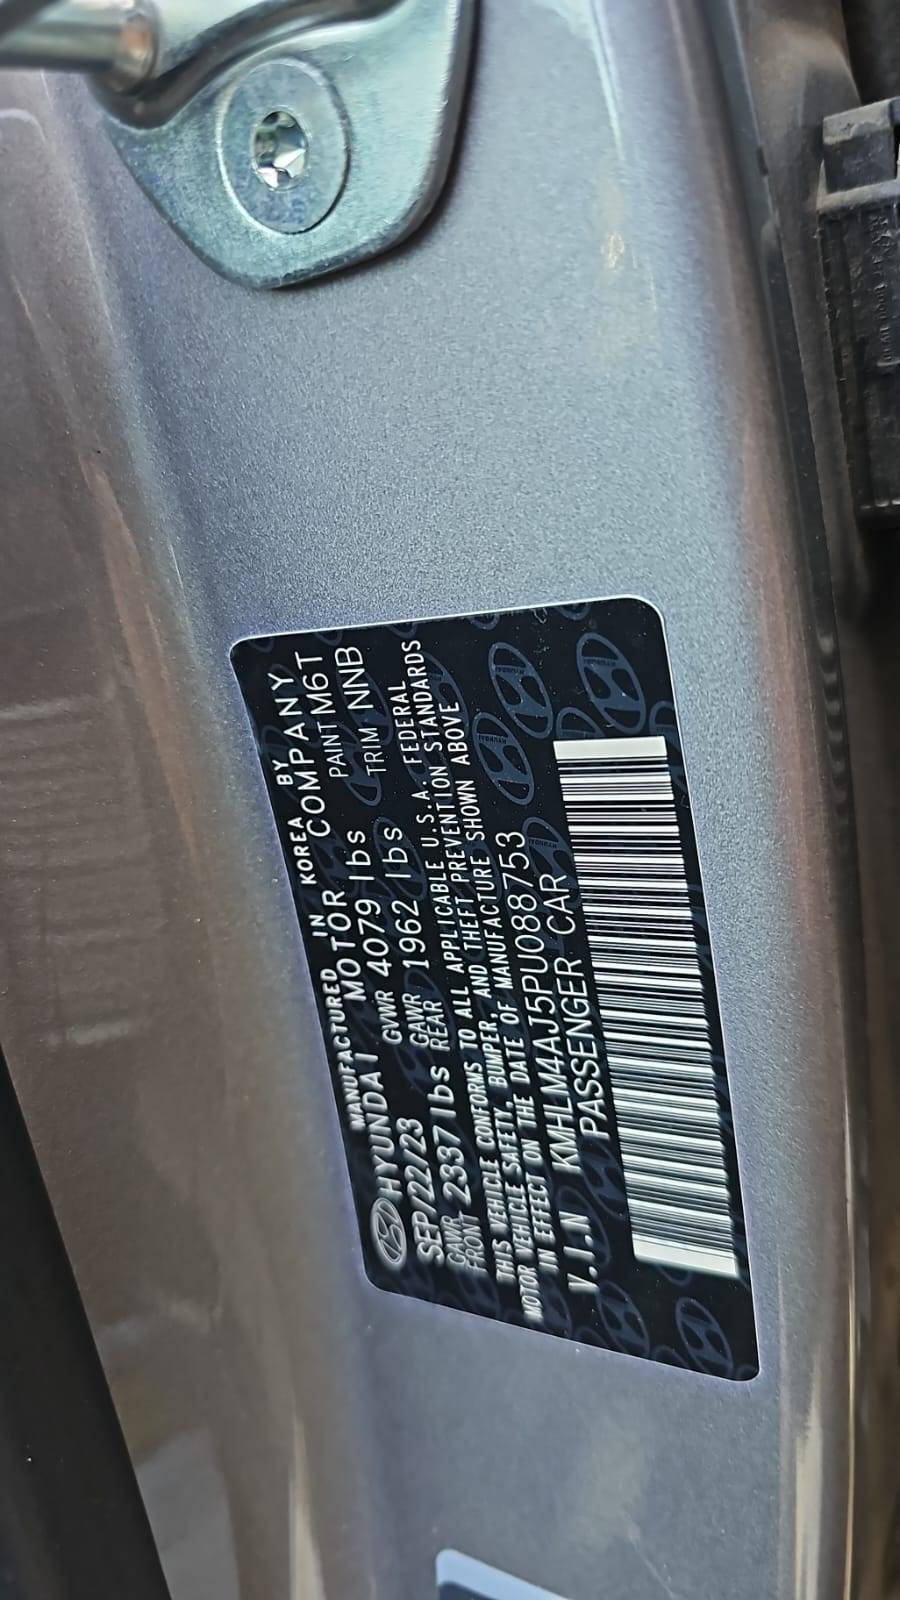 MANUFACTURED IN KOREA BY
HYUNDAI MOTOR COMPANY
SEP/22/23 GVWR 4079 lbs PAINT M6T
GAWR FRONT 2337 lbs GAWR REAR 1962 lbs TRIM NNB
THIS VEHICLE CONFORMS TO ALL APPLICABLE U.S.A. FEDERAL
MOTOR VEHICLE SAFETY, BUMPER, AND THEFT PREVENTION STANDARDS
IN EFFECT ON THE DATE OF MANUFACTURE SHOWN ABOVE
V.I.N KMHLM4AJ5PU088753
PASSENGER CAR